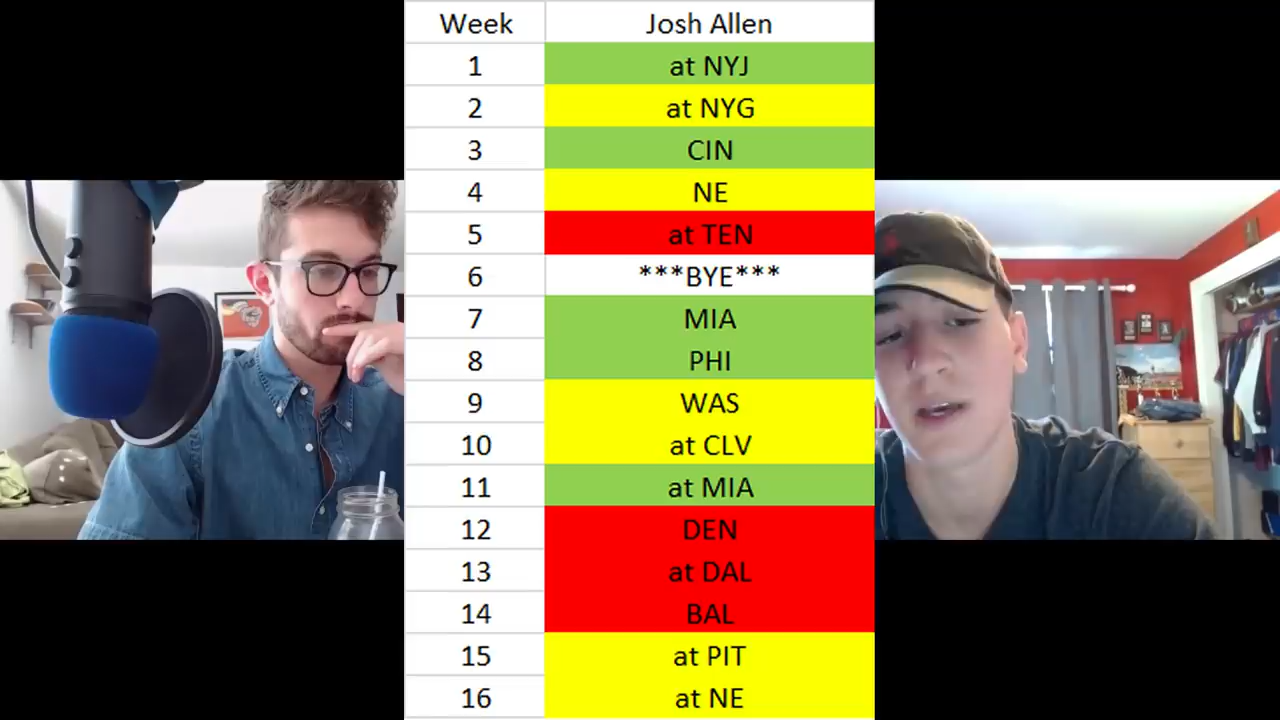 Week Josh Allen
1 at NYJ
2 at NYG
3 CIN
4 NE
5 at TEN
6 ***BYE***
7 MIA
8 PHI
9 WAS
10 at CLV
11 at MIA
12 DEN
13 at DAL
14 BAL
15 at PIT
16 at NE